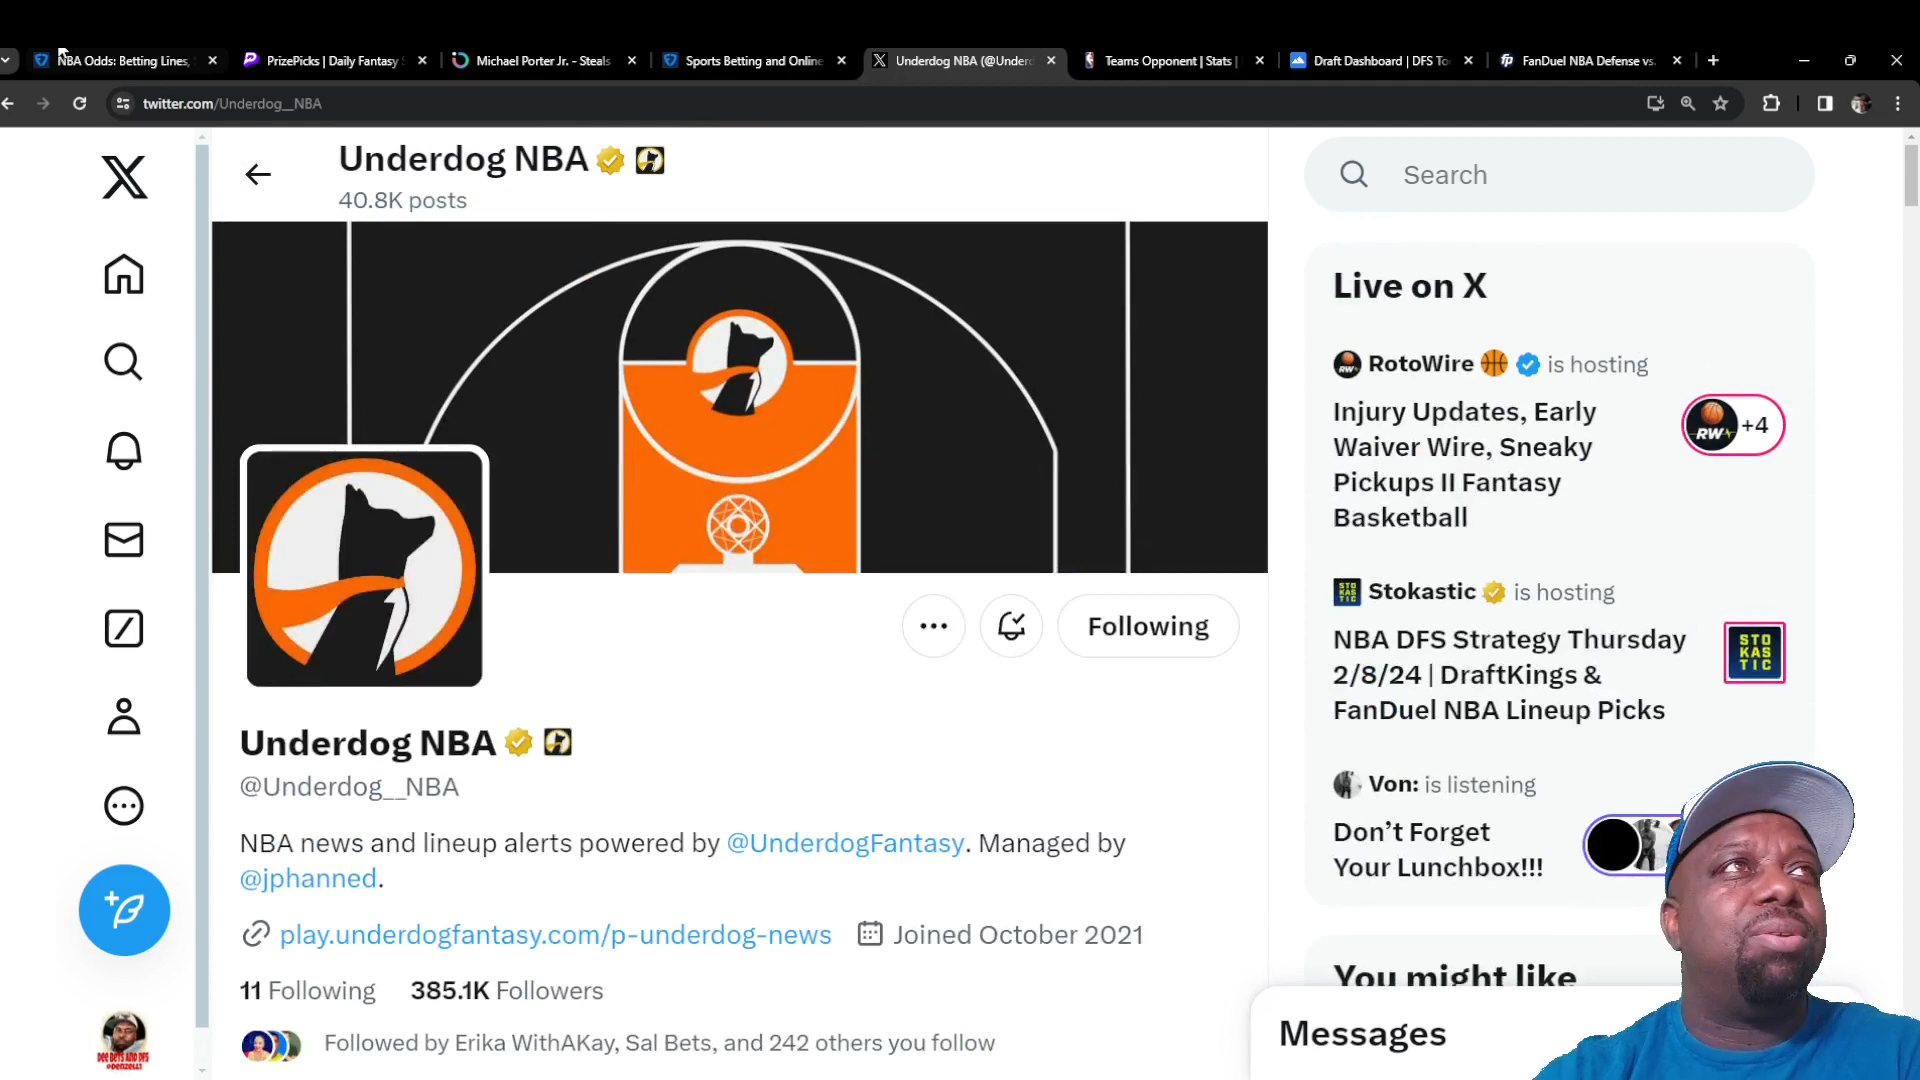 NBA Odds: Betting Lines,
PrizePicks | Daily Fantasy S
Michael Porter Jr. - Steals
Sports Betting and Online
Underdog NBA (@Underd
Teams Opponent | Stats |
Draft Dashboard | DFS To
FanDuel NBA Defense vs.
twitter.com/Underdog__NBA
Underdog NBA
40.8K posts
Search
Live on X
RotoWire is hosting
Injury Updates, Early
Waiver Wire, Sneaky
Pickups II Fantasy
Basketball
RW
+4
Stokastic is hosting
NBA DFS Strategy Thursday
2/8/24 | DraftKings &
FanDuel NBA Lineup Picks
STO
KAS
TIC
Von: is listening
Don't Forget
Your Lunchbox!!!
You might like
Messages
Following
Underdog NBA
@Underdog__NBA
NBA news and lineup alerts powered by @UnderdogFantasy. Managed by
@jphanned.
play.underdogfantasy.com/p-underdog-news Joined October 2021
11 Following 385.1K Followers
Followed by Erika WithAKay, Sal Bets, and 242 others you follow
DEE BETS AND DFS
@DENZELL1